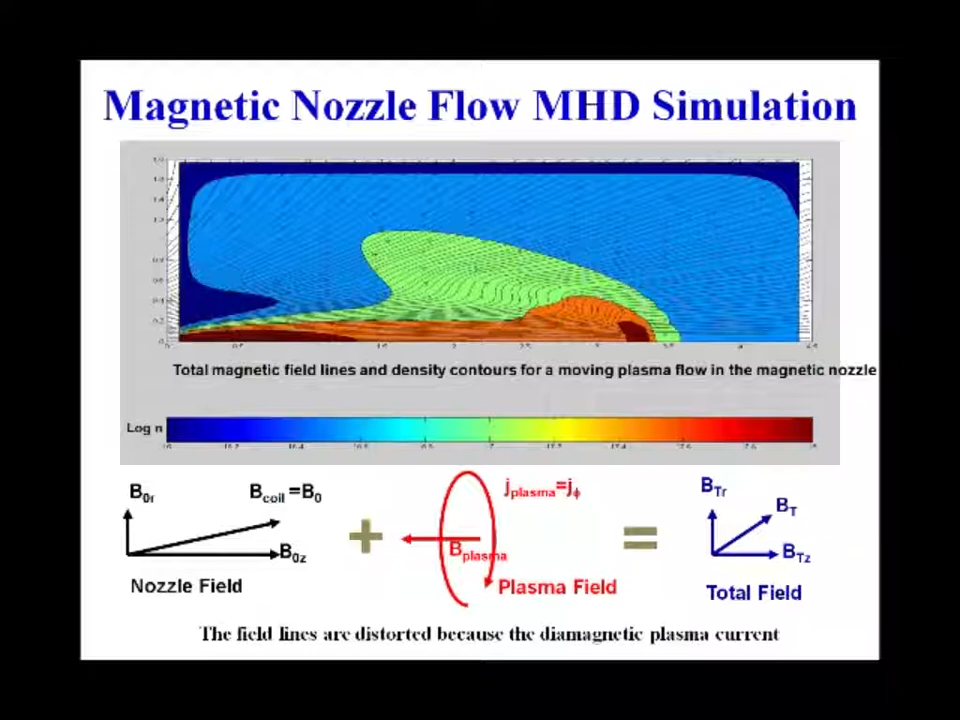 Magnetic Nozzle Flow MHD Simulation
Total magnetic field lines and density contours for a moving plasma flow in the magnetic nozzle
Log n
B0r
Bcoil =B0
B0z
Nozzle Field
jplasma=jϕ
Bplasma
Plasma Field
BTr
BT
BTz
Total Field
+
=
The field lines are distorted because the diamagnetic plasma current